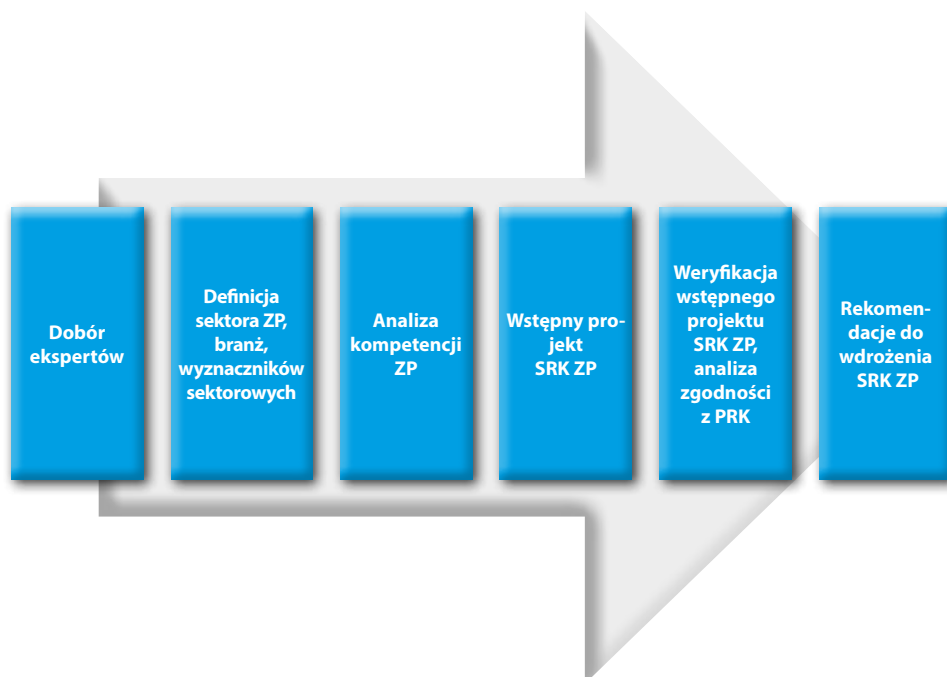 Dobór
ekspertów
Definicja
sektora ZP,
branż,
wyznaczników
sektorowych
Analiza
kompetencji
ZP
Wstępny pro-
jekt
SRK ZP
Weryfikacja
wstępnego
projektu
SRK ZP,
analiza
zgodności
z PRK
Rekomen-
dacje do
wdrożenia
SRK ZP